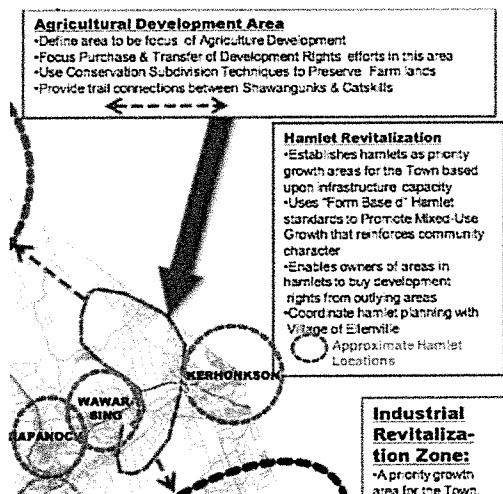 Agricultural Development Area
•Define area to be focus of Agriculture Development
•Focus Purchase & Transfer of Development Rights efforts in this area
•Use Conservation Subdivision Techniques to Preserve Farm lands
•Provide trail connections between Shawangunks & Catskills
Hamlet Revitalization
•Establishes hamlets as priority
growth areas for the Town based
upon infrastructure capacity
•Uses "Form Based" Hamlet
standards to Promote Mixed-Use
Growth that reinforces community
character
•Enables owners of areas in
hamlets to buy development
rights from outlying areas
•Coordinate hamlet planning with
Village of Ellenville
Approximate Hamlet
Locations
KERHONKSON
WAWAR
SING
NAPANOCH
Industrial
Revitaliza-
tion Zone:
•A priority growth
area for the Town.